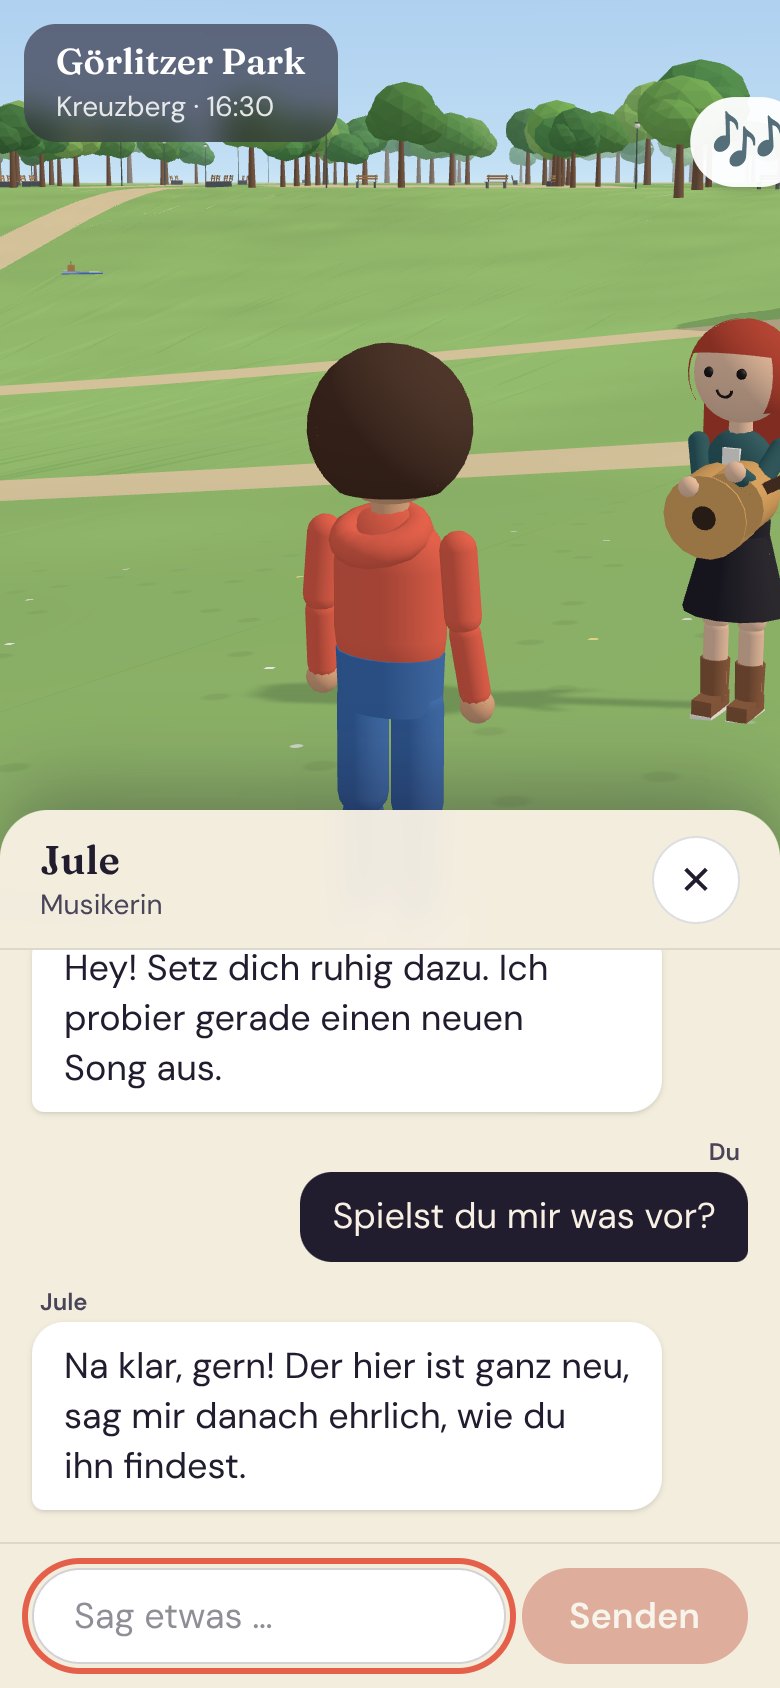 Görlitzer Park
Kreuzberg · 16:30
Jule
Musikerin
Hey! Setz dich ruhig dazu. Ich
probier gerade einen neuen
Song aus.
Du
Spielst du mir was vor?
Jule
Na klar, gern! Der hier ist ganz neu,
sag mir danach ehrlich, wie du
ihn findest.
Sag etwas ...
Senden